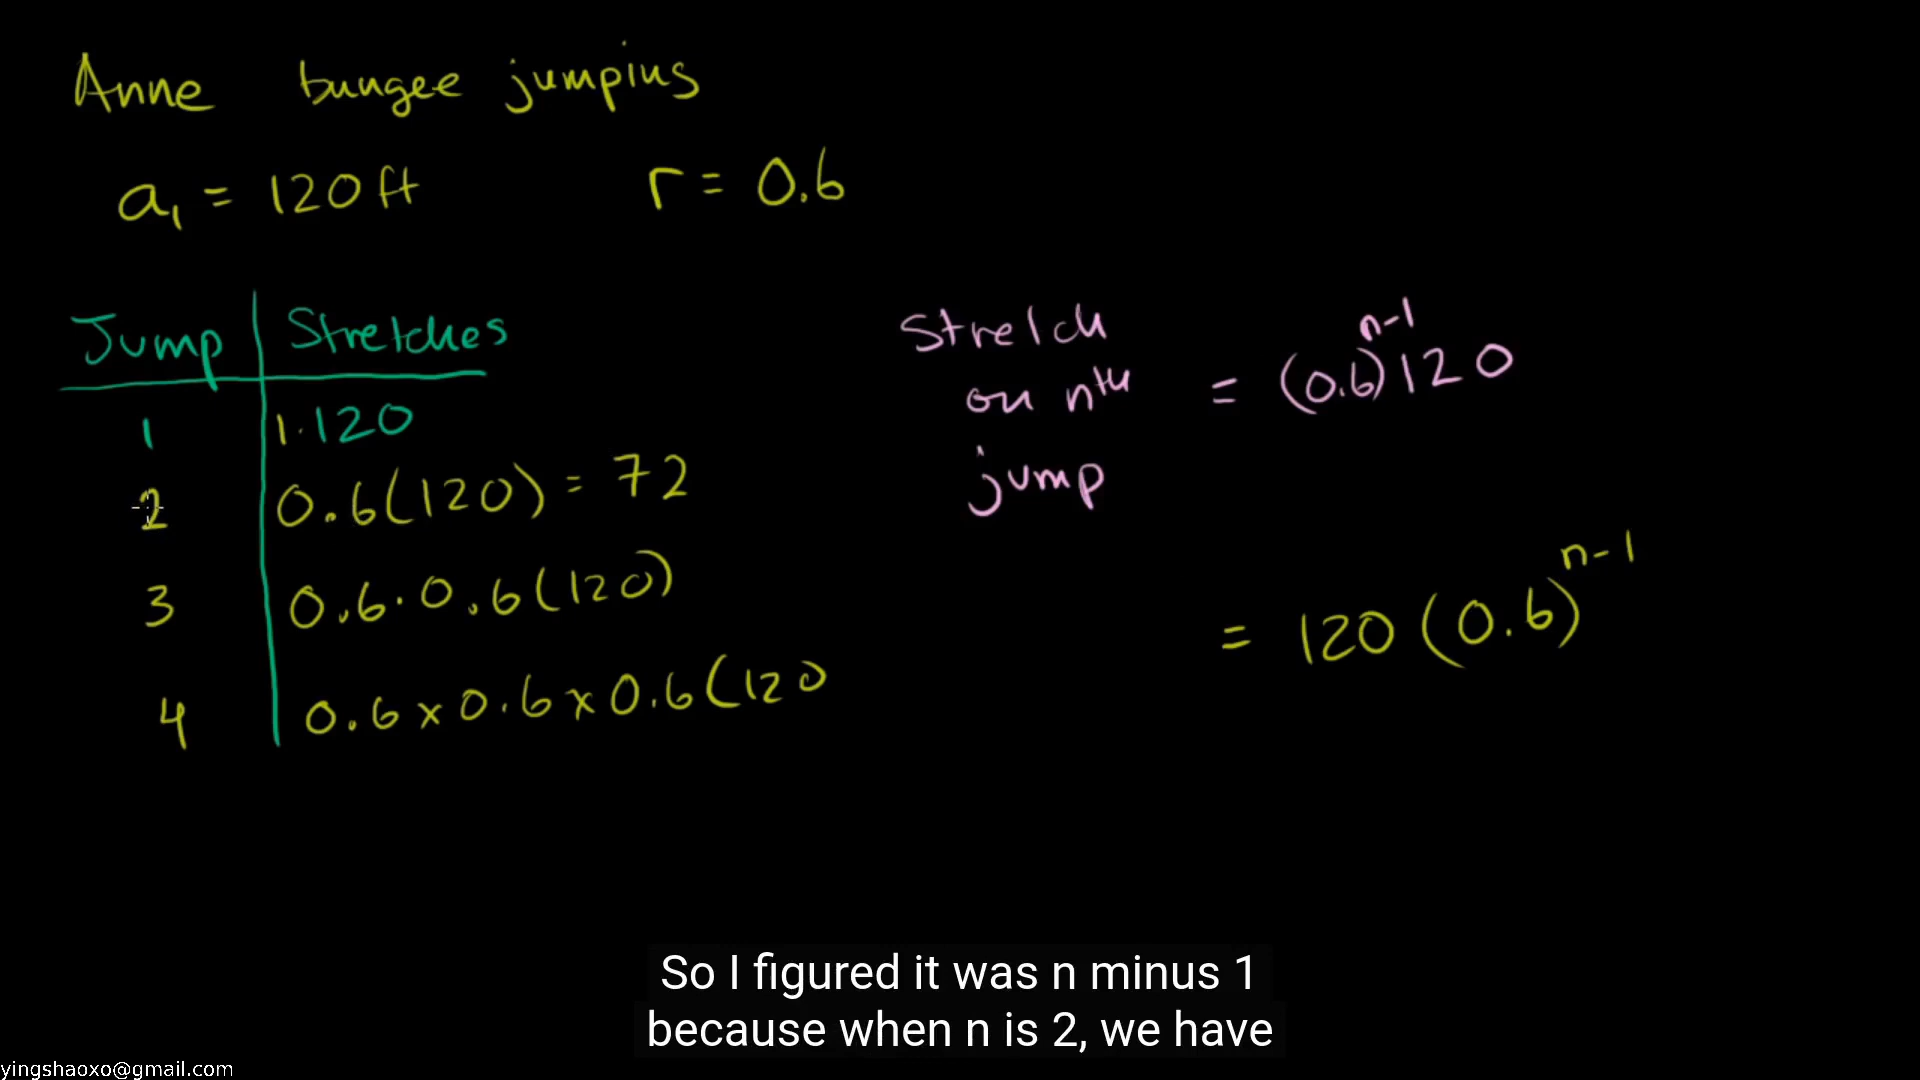 Anne bungee jumping
a₁ = 120 ft r = 0.6
Jump Stretches
1 1·120
2 0.6(120) = 72
3 0.6·0.6(120)
4 0.6×0.6×0.6(120
Stretch
on nᵗʰ = (0.6)ⁿ⁻¹120
jump
= 120(0.6)ⁿ⁻¹
So I figured it was n minus 1
because when n is 2, we have
yingshaoxo@gmail.com